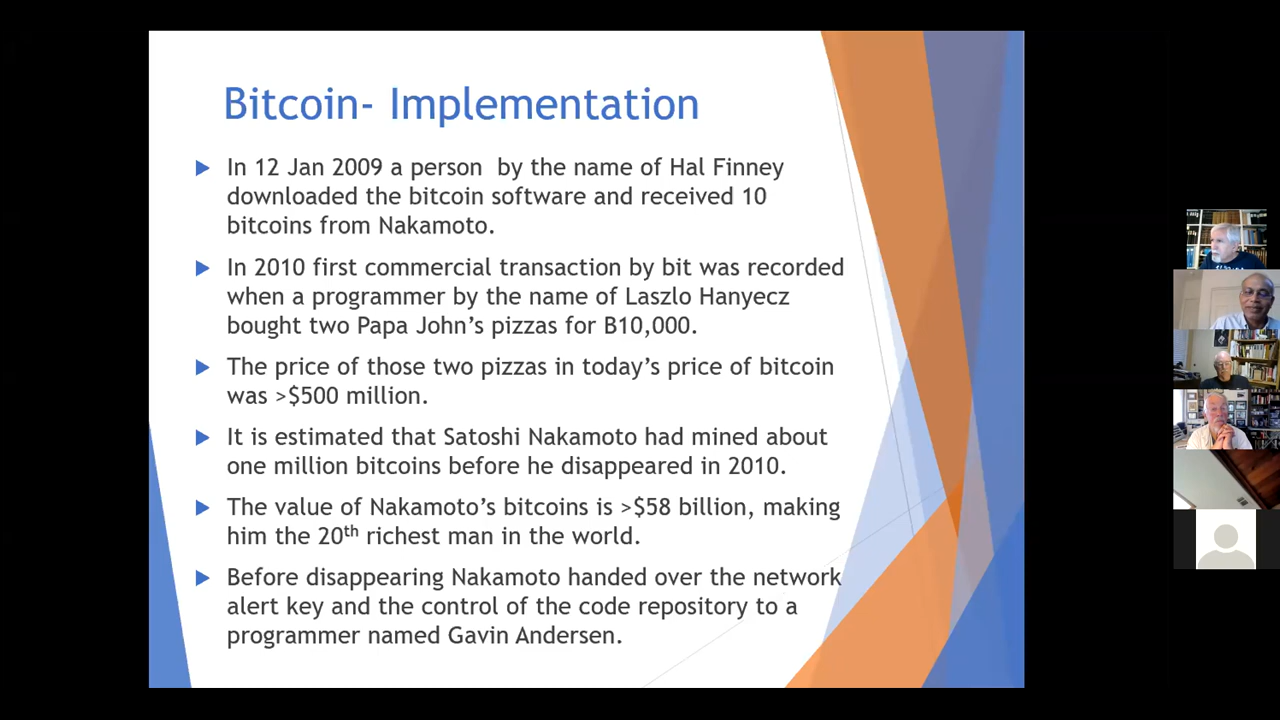 Bitcoin- Implementation
In 12 Jan 2009 a person by the name of Hal Finney
downloaded the bitcoin software and received 10
bitcoins from Nakamoto.
In 2010 first commercial transaction by bit was recorded
when a programmer by the name of Laszlo Hanyecz
bought two Papa John's pizzas for B10,000.
The price of those two pizzas in today's price of bitcoin
was >$500 million.
It is estimated that Satoshi Nakamoto had mined about
one million bitcoins before he disappeared in 2010.
The value of Nakamoto's bitcoins is >$58 billion, making
him the 20th richest man in the world.
Before disappearing Nakamoto handed over the network
alert key and the control of the code repository to a
programmer named Gavin Andersen.